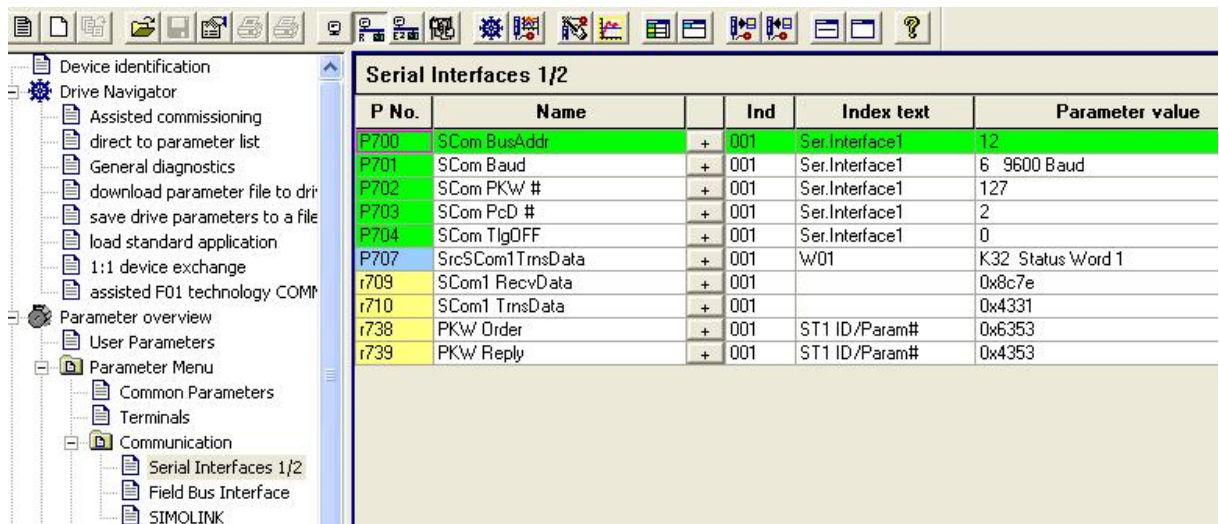 Device identification
Drive Navigator
Assisted commissioning
direct to parameter list
General diagnostics
download parameter file to dri
save drive parameters to a file
load standard application
1:1 device exchange
assisted F01 technology COMM
Parameter overview
User Parameters
Parameter Menu
Common Parameters
Terminals
Communication
Serial Interfaces 1/2
Field Bus Interface
SIMOLINK
Serial Interfaces 1/2
P No. Name Ind Index text Parameter value
P700 SCom BusAddr + 001 Ser.Interface1 12
P701 SCom Baud + 001 Ser.Interface1 6 9600 Baud
P702 SCom PKW # + 001 Ser.Interface1 127
P703 SCom PcD # + 001 Ser.Interface1 2
P704 SCom TlgOFF + 001 Ser.Interface1 0
P707 SrcSCom1TrnsData + 001 W01 K32 Status Word 1
r709 SCom1 RecvData + 001 0x8c7e
r710 SCom1 TrnsData + 001 0x4331
r738 PKW Order + 001 ST1 ID/Param# 0x6353
r739 PKW Reply + 001 ST1 ID/Param# 0x4353